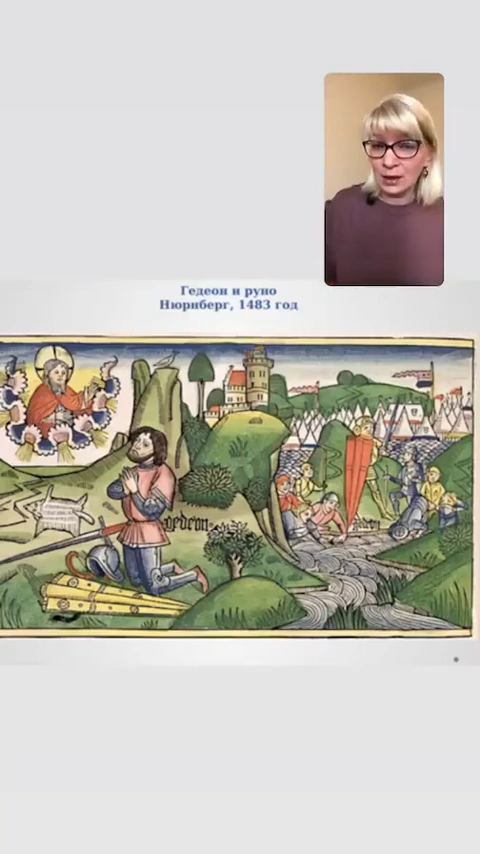 Гедеон и руно
Нюрнберг, 1483 год
gedeon